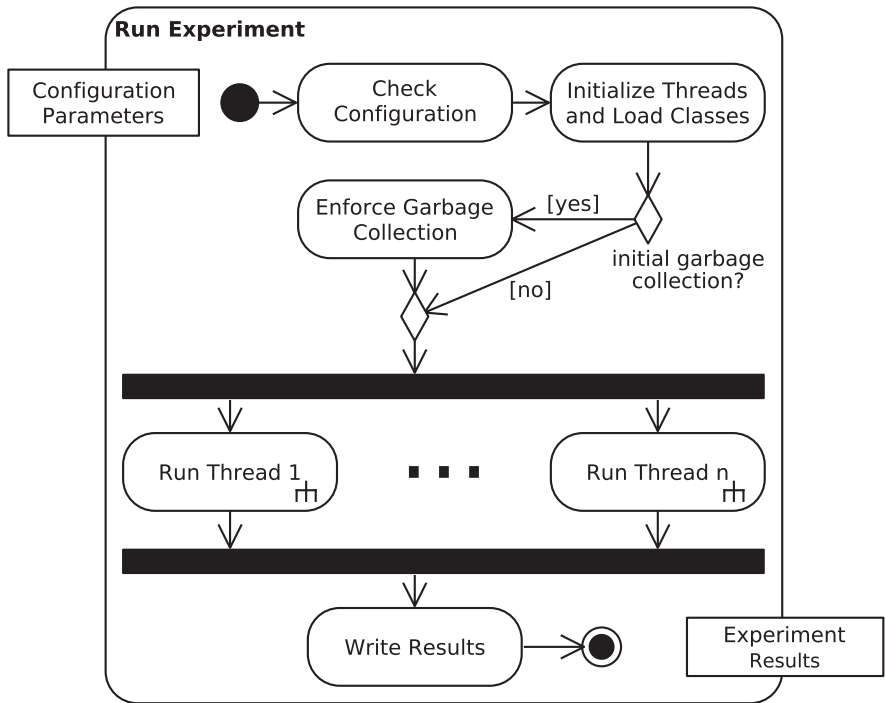 Run Experiment
Configuration
Parameters
Check
Configuration
Initialize Threads
and Load Classes
Enforce Garbage
Collection
[yes]
initial garbage
collection?
[no]
Run Thread 1
Run Thread n
Write Results
Experiment
Results